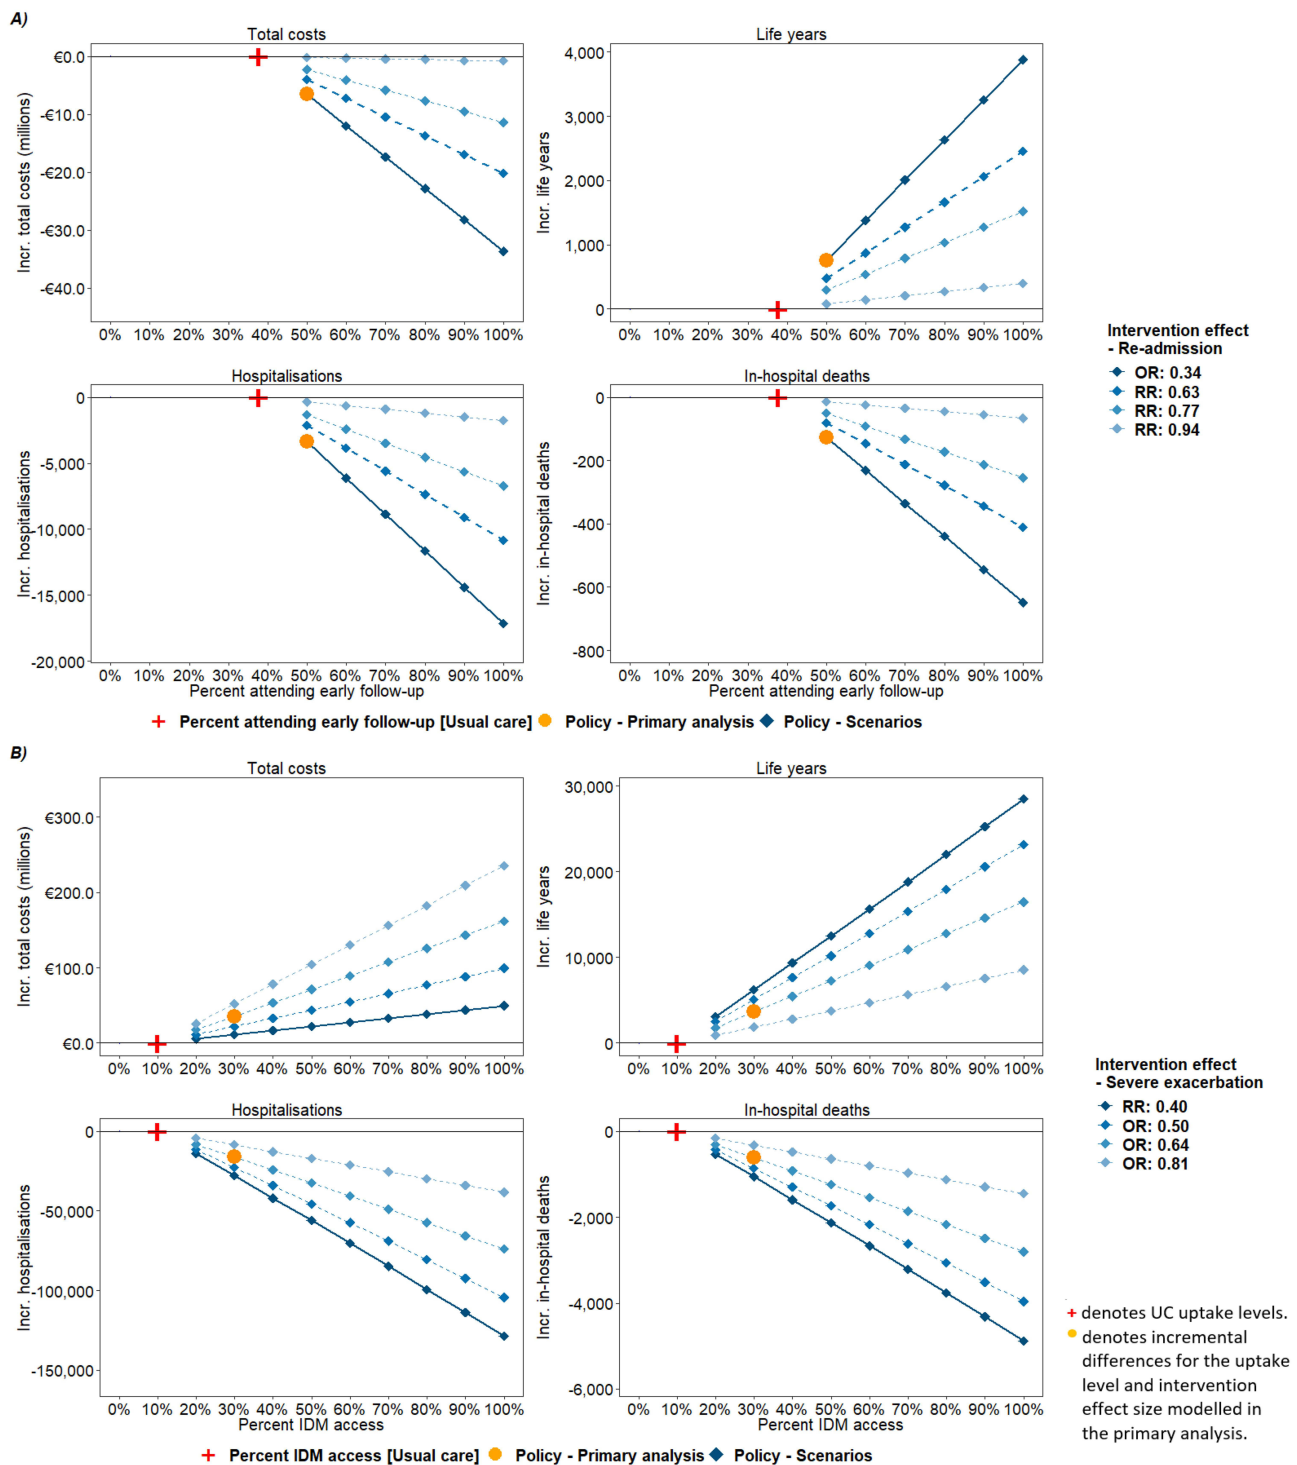 A)
Total costs
Incr. total costs (millions)
€0.0
-€10.0
-€20.0
-€30.0
-€40.0
0% 10% 20% 30% 40% 50% 60% 70% 80% 90% 100%
Life years
Incr. life years
4,000
3,000
2,000
1,000
0
0% 10% 20% 30% 40% 50% 60% 70% 80% 90% 100%
Hospitalisations
Incr. hospitalisations
0
-5,000
-10,000
-15,000
-20,000
0% 10% 20% 30% 40% 50% 60% 70% 80% 90% 100%
Percent attending early follow-up
In-hospital deaths
Incr. in-hospital deaths
0
-200
-400
-600
-800
0% 10% 20% 30% 40% 50% 60% 70% 80% 90% 100%
Percent attending early follow-up
Intervention effect
- Re-admission
OR: 0.34
RR: 0.63
RR: 0.77
RR: 0.94
Percent attending early follow-up [Usual care] Policy - Primary analysis Policy - Scenarios
B)
Total costs
Incr. total costs (millions)
€300.0
€200.0
€100.0
€0.0
0% 10% 20% 30% 40% 50% 60% 70% 80% 90% 100%
Life years
Incr. life years
30,000
20,000
10,000
0
0% 10% 20% 30% 40% 50% 60% 70% 80% 90% 100%
Hospitalisations
Incr. hospitalisations
0
-50,000
-100,000
-150,000
0% 10% 20% 30% 40% 50% 60% 70% 80% 90% 100%
Percent IDM access
In-hospital deaths
Incr. in-hospital deaths
0
-2,000
-4,000
-6,000
0% 10% 20% 30% 40% 50% 60% 70% 80% 90% 100%
Percent IDM access
Intervention effect
- Severe exacerbation
RR: 0.40
OR: 0.50
OR: 0.64
OR: 0.81
+ denotes UC uptake levels.
denotes incremental
differences for the uptake
level and intervention
effect size modelled in
the primary analysis.
Percent IDM access [Usual care] Policy - Primary analysis Policy - Scenarios